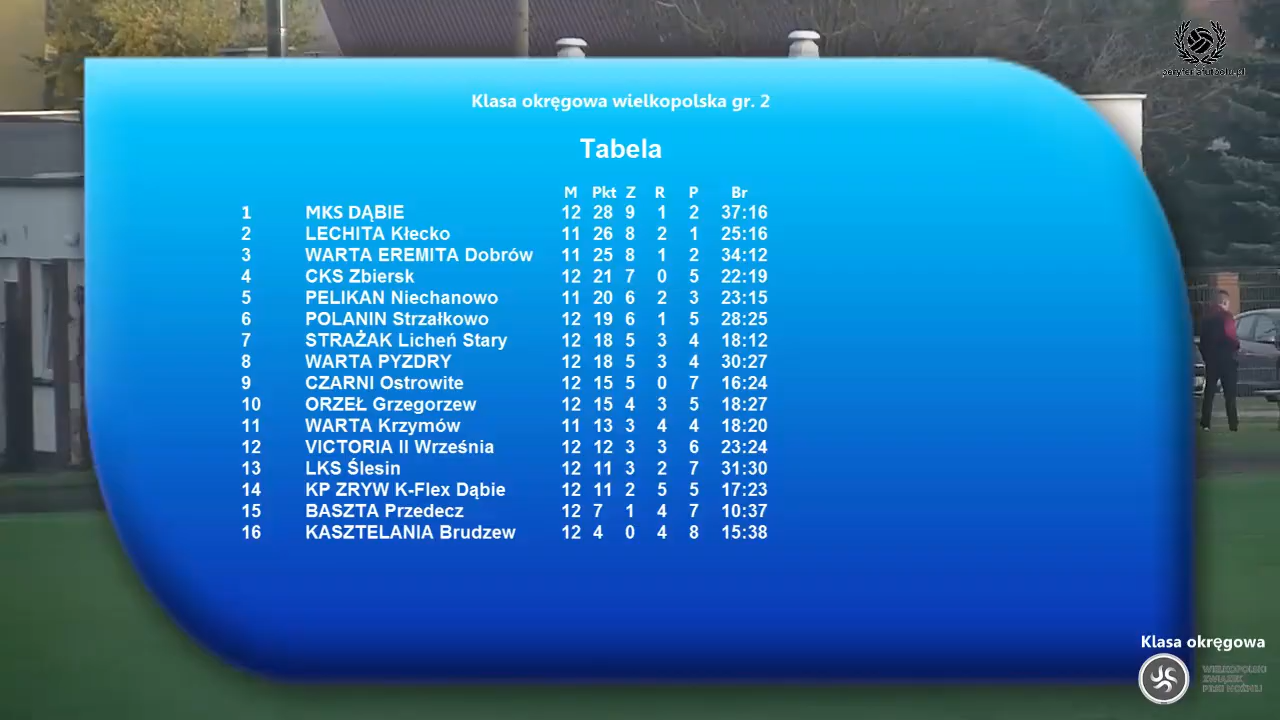 pasjonacifutbolu.pl
Klasa okręgowa wielkopolska gr. 2
Tabela
M Pkt Z R P Br
1 MKS DĄBIE 12 28 9 1 2 37:16
2 LECHITA Kłecko 11 26 8 2 1 25:16
3 WARTA EREMITA Dobrów 11 25 8 1 2 34:12
4 CKS Zbiersk 12 21 7 0 5 22:19
5 PELIKAN Niechanowo 11 20 6 2 3 23:15
6 POLANIN Strzałkowo 12 19 6 1 5 28:25
7 STRAŻAK Licheń Stary 12 18 5 3 4 18:12
8 WARTA PYZDRY 12 18 5 3 4 30:27
9 CZARNI Ostrowite 12 15 5 0 7 16:24
10 ORZEŁ Grzegorzew 12 15 4 3 5 18:27
11 WARTA Krzymów 11 13 3 4 4 18:20
12 VICTORIA II Września 12 12 3 3 6 23:24
13 LKS Ślesin 12 11 3 2 7 31:30
14 KP ZRYW K-Flex Dąbie 12 11 2 5 5 17:23
15 BASZTA Przedecz 12 7 1 4 7 10:37
16 KASZTELANIA Brudzew 12 4 0 4 8 15:38
Klasa okręgowa
WIELKOPOLSKI
ZWIĄZEK
PIŁKI NOŻNEJ